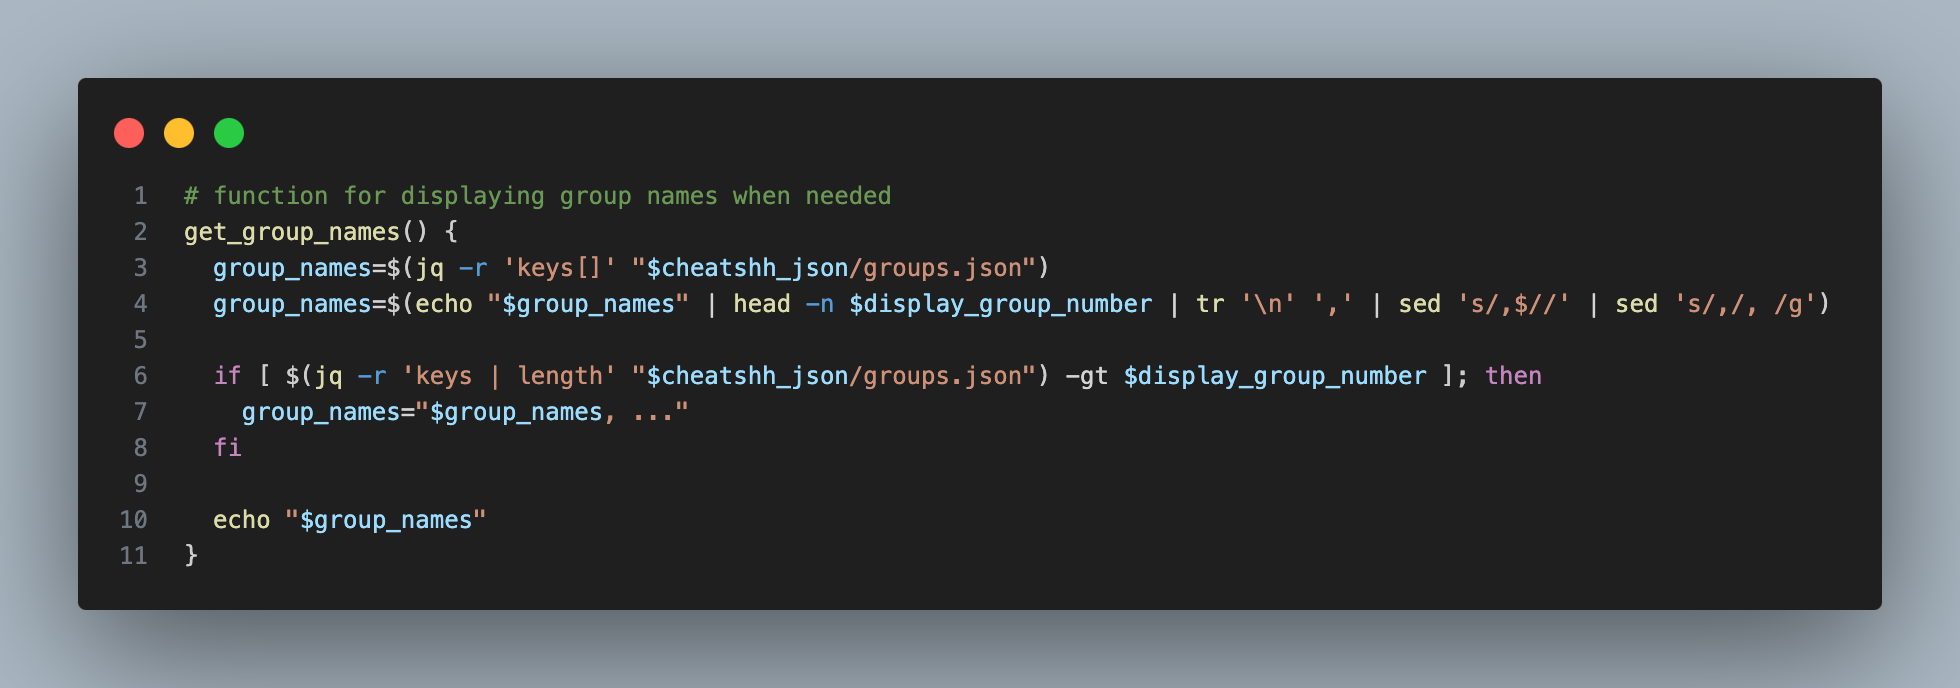 1 # function for displaying group names when needed
2 get_group_names() {
3 group_names=$(jq -r 'keys[]' "$cheatshh_json/groups.json")
4 group_names=$(echo "$group_names" | head -n $display_group_number | tr '\n' ',' | sed 's/,$//' | sed 's/,/, /g')
5
6 if [ $(jq -r 'keys | length' "$cheatshh_json/groups.json") -gt $display_group_number ]; then
7 group_names="$group_names, ..."
8 fi
9
10 echo "$group_names"
11 }